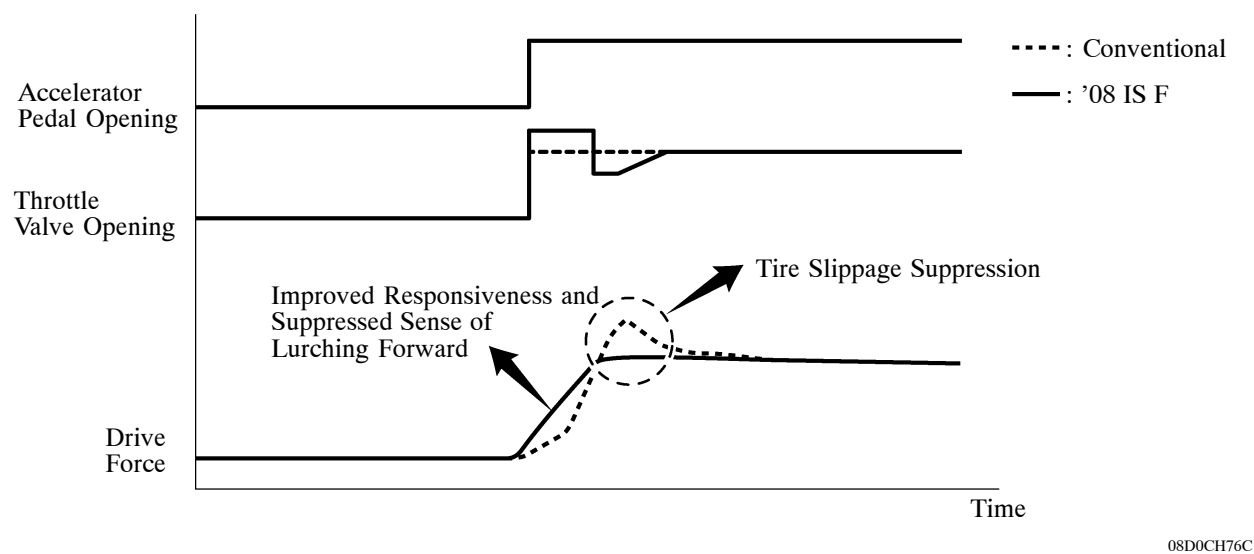 Accelerator
Pedal Opening
: Conventional
: ’08 IS F
Throttle
Valve Opening
Tire Slippage Suppression
Improved Responsiveness and
Suppressed Sense of
Lurching Forward
Drive
Force
Time
08D0CH76C